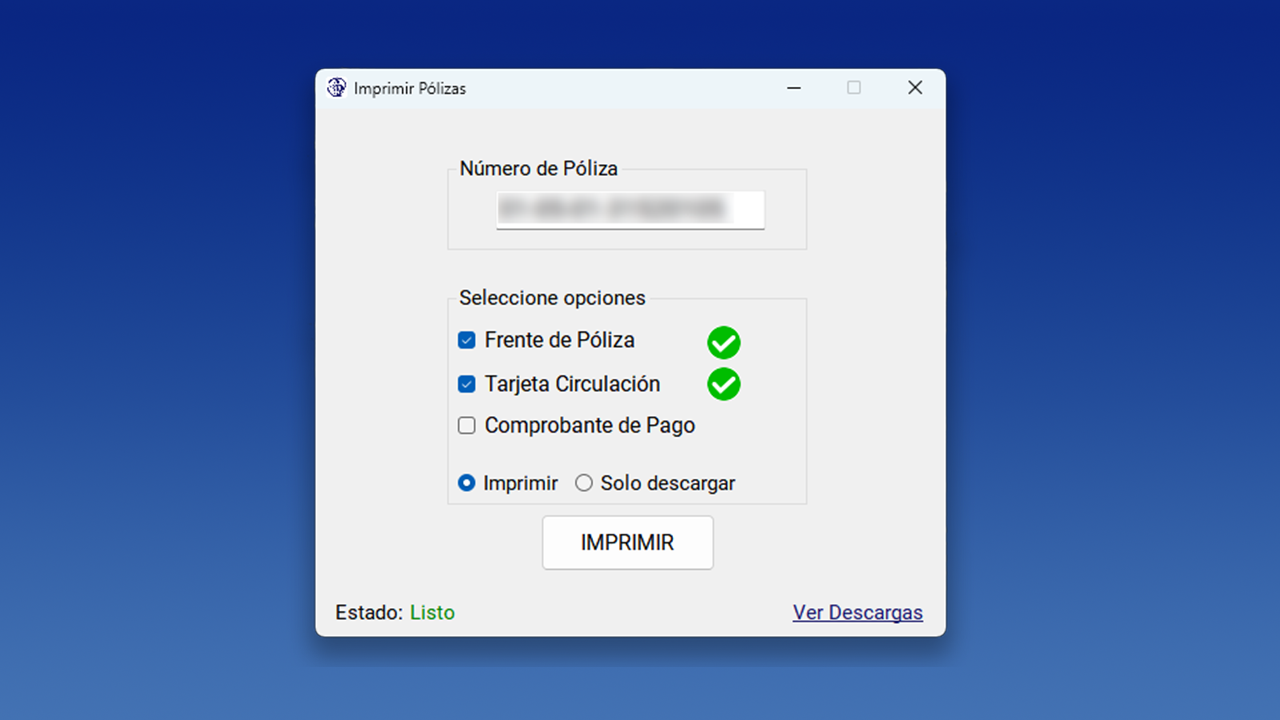 Imprimir Pólizas
Número de Póliza
Seleccione opciones
Frente de Póliza
Tarjeta Circulación
Comprobante de Pago
Imprimir Solo descargar
IMPRIMIR
Estado: Listo
Ver Descargas